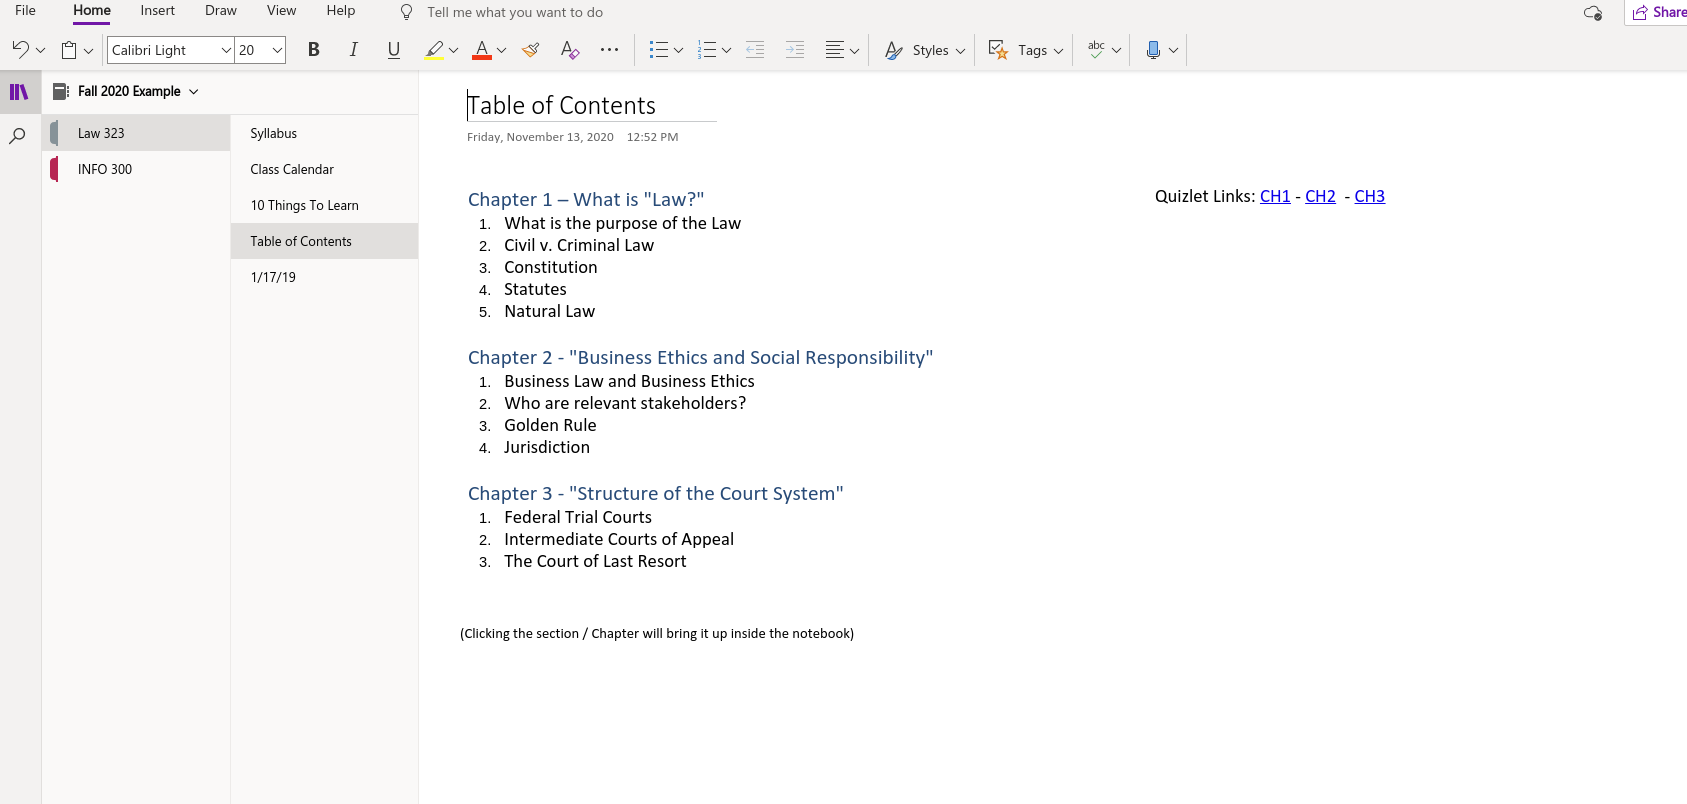 File Home Insert Draw View Help Tell me what you want to do Share
Calibri Light 20 B I U A A Styles Tags abc
Fall 2020 Example
Law 323
INFO 300
Syllabus
Class Calendar
10 Things To Learn
Table of Contents
1/17/19
Table of Contents
Friday, November 13, 2020 12:52 PM
Chapter 1 – What is "Law?"
1. What is the purpose of the Law
2. Civil v. Criminal Law
3. Constitution
4. Statutes
5. Natural Law
Chapter 2 - "Business Ethics and Social Responsibility"
1. Business Law and Business Ethics
2. Who are relevant stakeholders?
3. Golden Rule
4. Jurisdiction
Chapter 3 - "Structure of the Court System"
1. Federal Trial Courts
2. Intermediate Courts of Appeal
3. The Court of Last Resort
(Clicking the section / Chapter will bring it up inside the notebook)
Quizlet Links: CH1 - CH2 - CH3